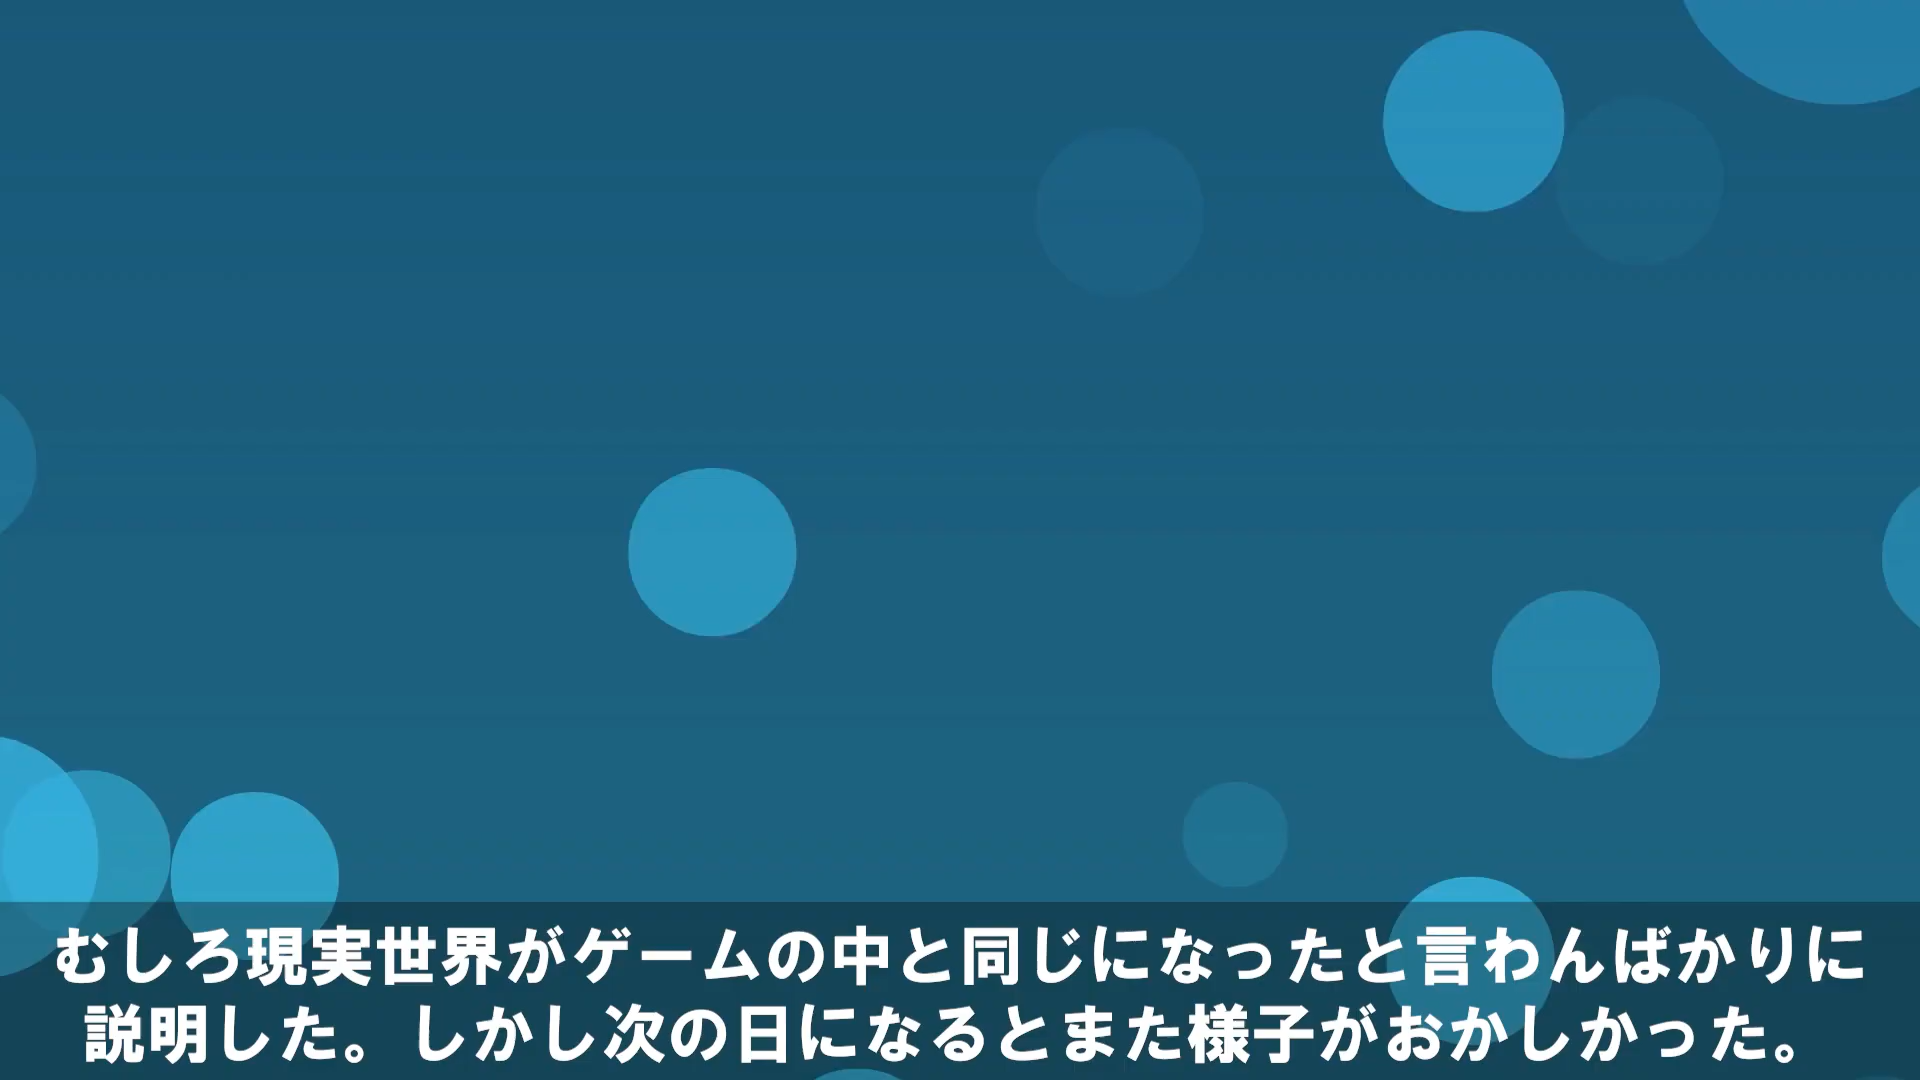 むしろ現実世界がゲームの中と同じになったと言わんばかりに
説明した。しかし次の日になるとまた様子がおかしかった。